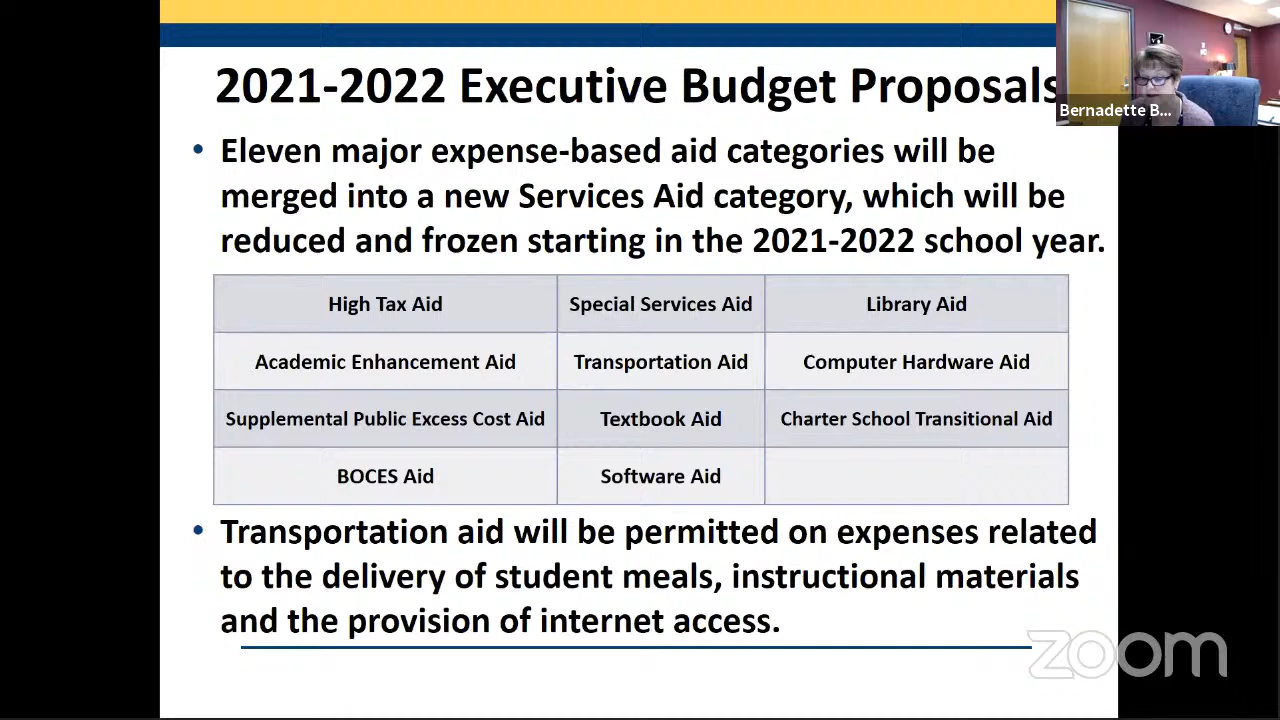 2021-2022 Executive Budget Proposals
Bernadette B...
• Eleven major expense-based aid categories will be
merged into a new Services Aid category, which will be
reduced and frozen starting in the 2021-2022 school year.
High Tax Aid Special Services Aid Library Aid
Academic Enhancement Aid Transportation Aid Computer Hardware Aid
Supplemental Public Excess Cost Aid Textbook Aid Charter School Transitional Aid
BOCES Aid Software Aid
• Transportation aid will be permitted on expenses related
to the delivery of student meals, instructional materials
and the provision of internet access.
zoom